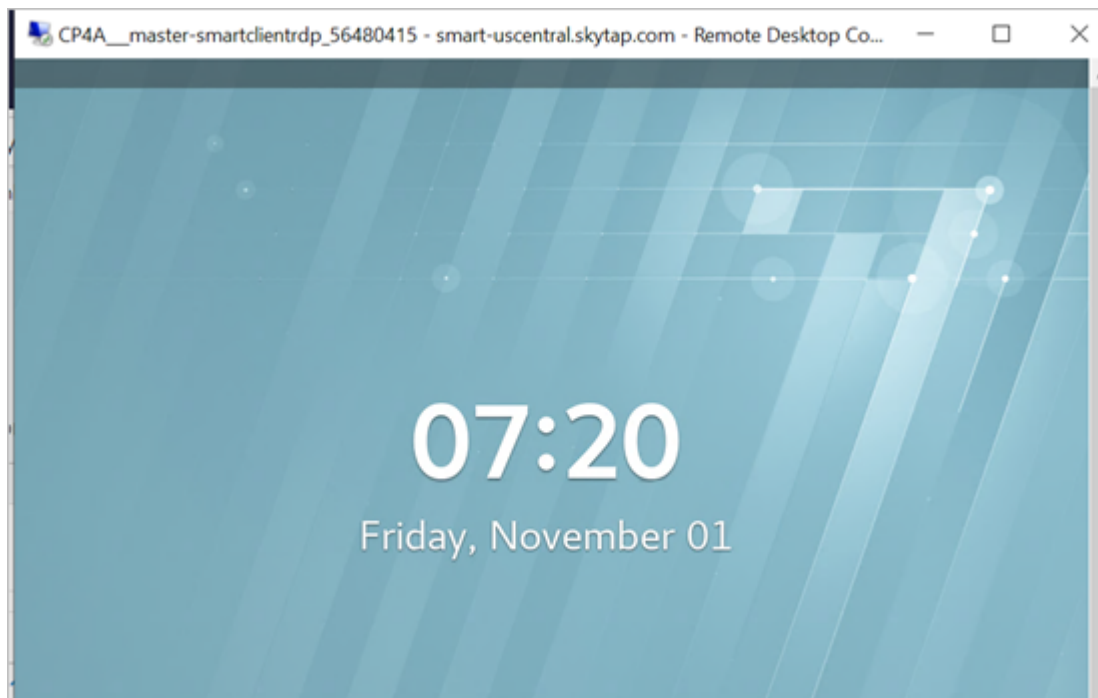 CP4A__master-smartclientrdp_56480415 - smart-uscentral.skytap.com - Remote Desktop Co...
07:20
Friday, November 01